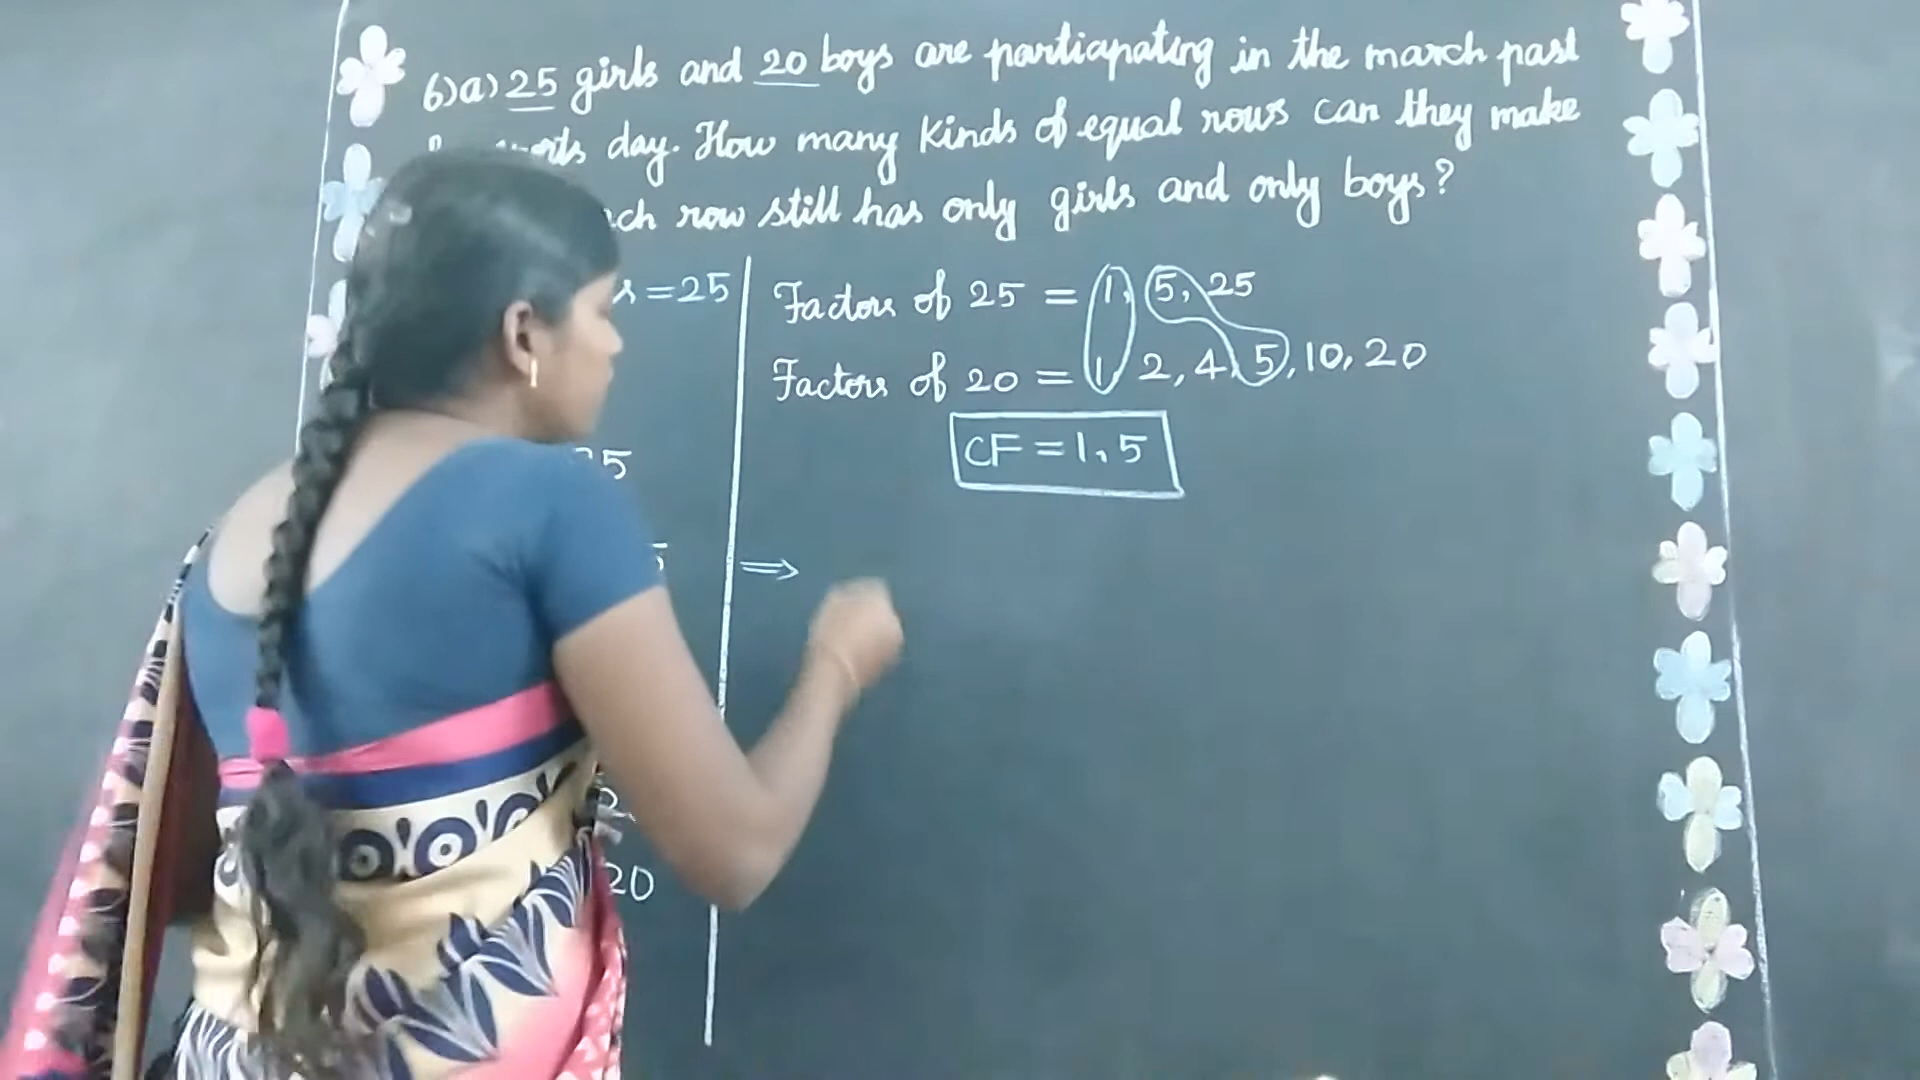 6)a) 25 girls and 20 boys are participating in the march past
day. How many kinds of equal rows can they make
row still has only girls and only boys?
=25
Factors of 25 = 1, 5, 25
Factors of 20 = 1, 2, 4, 5, 10, 20
CF = 1, 5
⇒
20